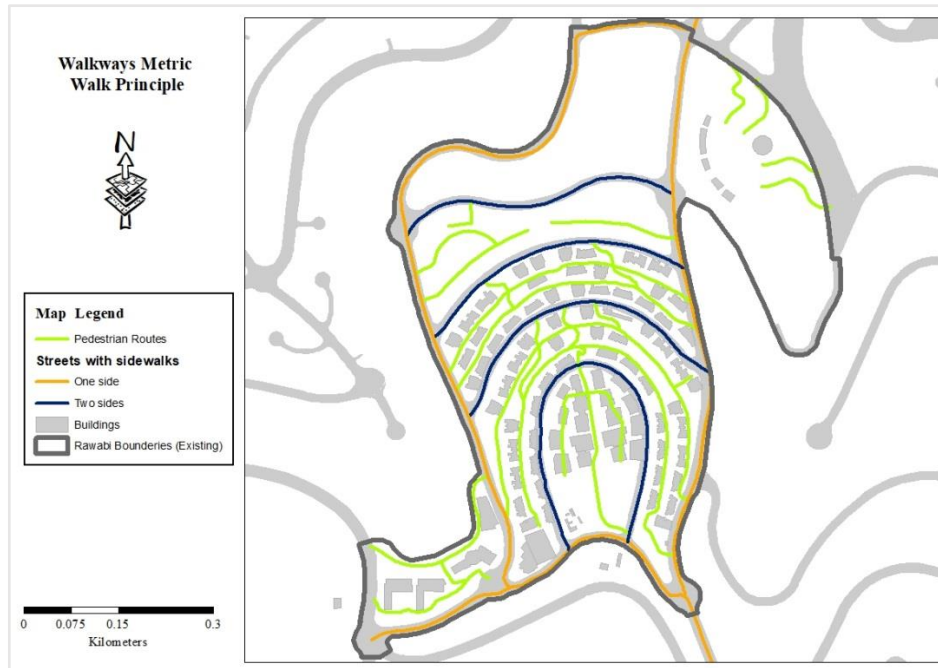 Walkways Metric
Walk Principle
N
Map Legend
Pedestrian Routes
Streets with sidewalks
One side
Two sides
Buildings
Rawabi Bounderies (Existing)
0 0.075 0.15 0.3
Kilometers